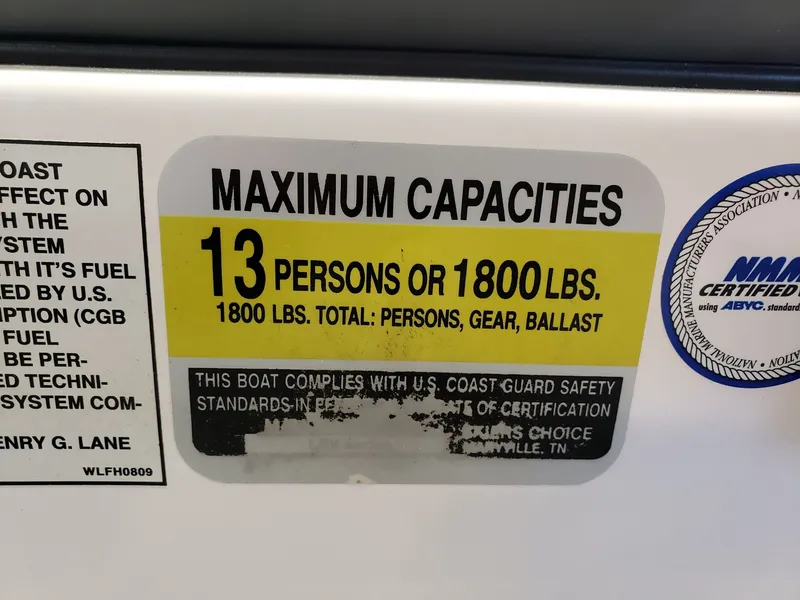 OAST
FFECT ON
H THE
YSTEM
TH IT'S FUEL
ED BY U.S.
IPTION (CGB
FUEL
BE PER-
ED TECHNI-
SYSTEM COM-
ENRY G. LANE
WLFH0809
MAXIMUM CAPACITIES
13 PERSONS OR 1800 LBS.
1800 LBS. TOTAL: PERSONS, GEAR, BALLAST
THIS BOAT COMPLIES WITH U.S. COAST GUARD SAFETY
STANDARDS IN OF CERTIFICATION
CHOICE
TN
NATIONAL MARINE MANUFACTURERS ASSOCIATION
NMM
CERTIFIED
using ABYC. standard